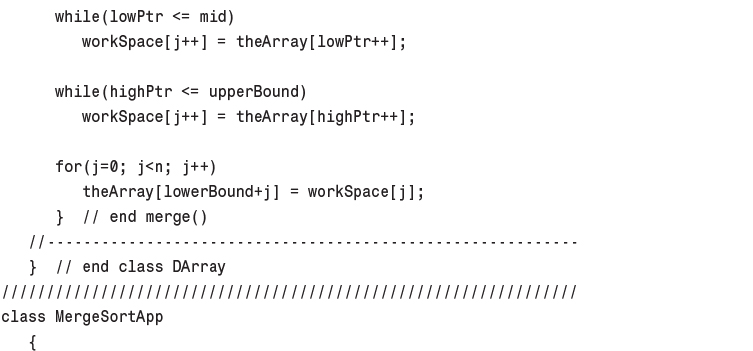 while(lowPtr <= mid)
workSpace[j++] = theArray[lowPtr++];
while(highPtr <= upperBound)
workSpace[j++] = theArray[highPtr++];
for(j=0; j<n; j++)
theArray[lowerBound+j] = workSpace[j];
} // end merge()
//-----------------------------------------------------------
} // end class DArray
////////////////////////////////////////////////////////////////
class MergeSortApp
{